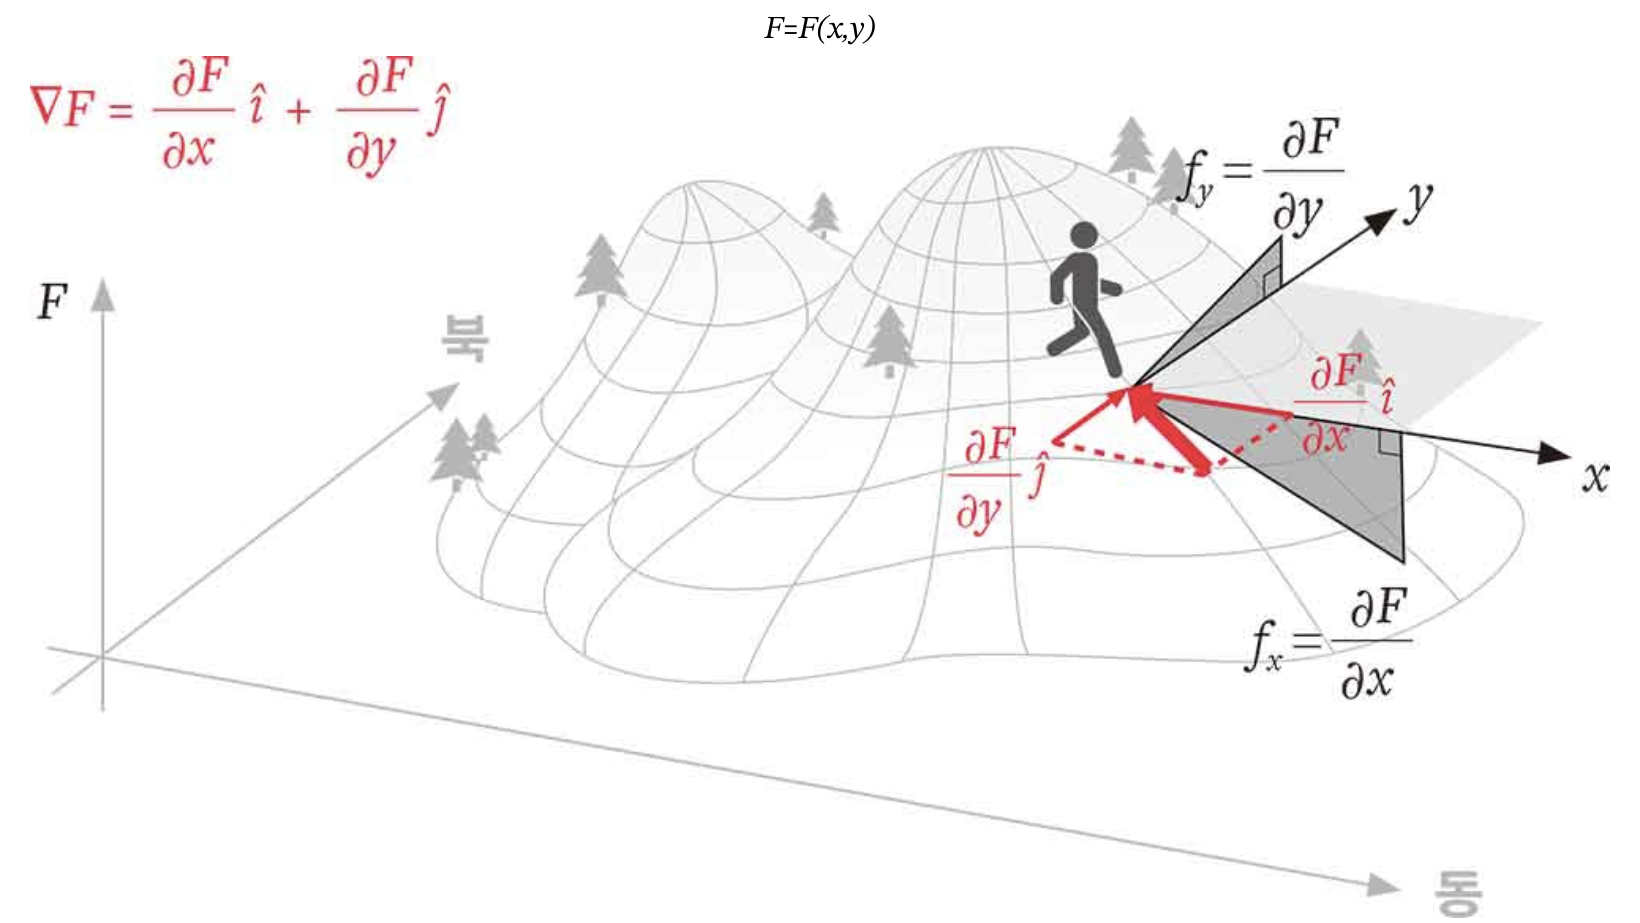 F=F(x,y)
∇F = ∂F/∂x î + ∂F/∂y ĵ
f_y = ∂F/∂y
y
F
북
∂F/∂x î
∂F/∂y ĵ
x
f_x = ∂F/∂x
동